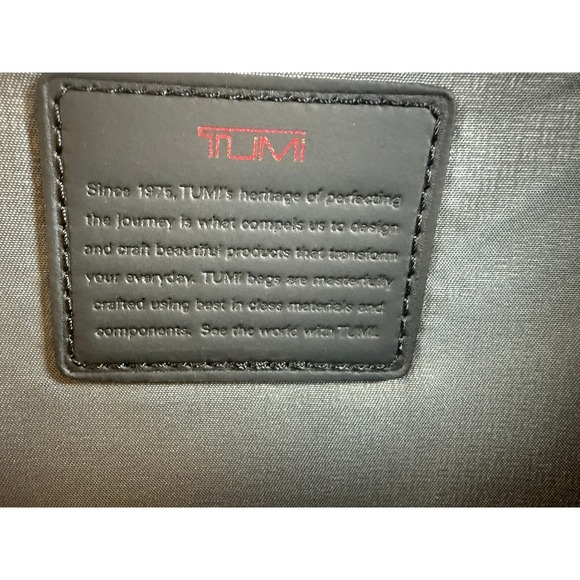 TUMI
Since 1975, TUMI's heritage of perfecting
the journey is what compels us to design
and craft beautiful products that transform
your everyday. TUMI bags are masterfully
crafted using best in class materials and
components. See the world with TUMI.